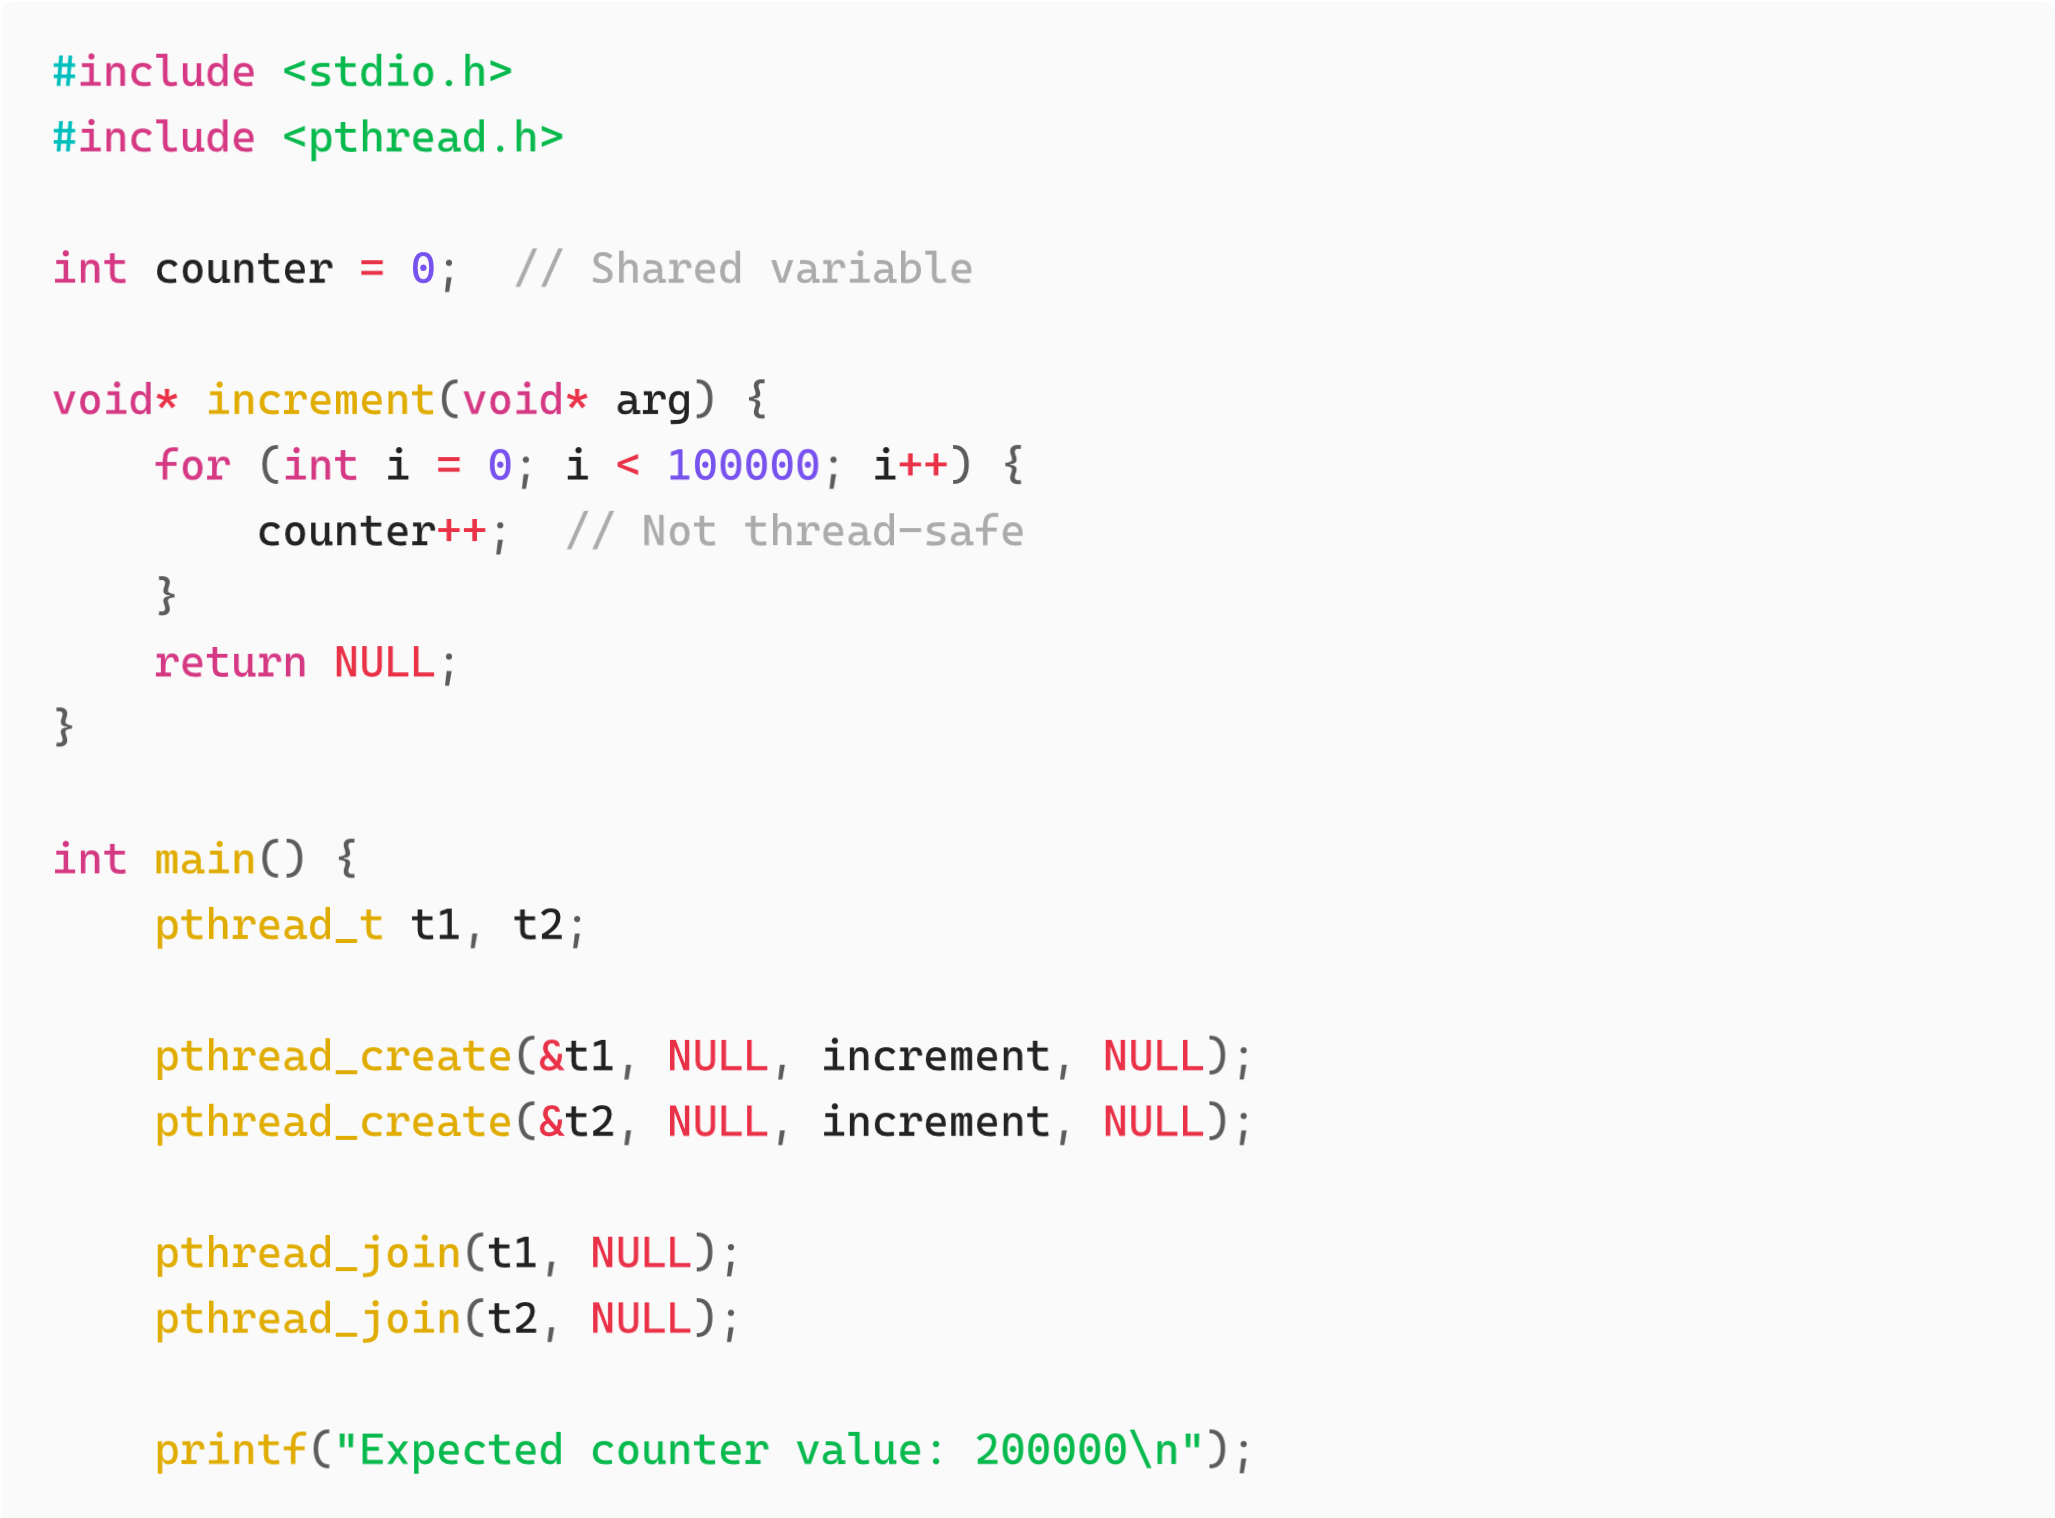 #include <stdio.h>
#include <pthread.h>

int counter = 0;  // Shared variable

void* increment(void* arg) {
    for (int i = 0; i < 100000; i++) {
        counter++;  // Not thread-safe
    }
    return NULL;
}

int main() {
    pthread_t t1, t2;

    pthread_create(&t1, NULL, increment, NULL);
    pthread_create(&t2, NULL, increment, NULL);

    pthread_join(t1, NULL);
    pthread_join(t2, NULL);

    printf("Expected counter value: 200000\n");